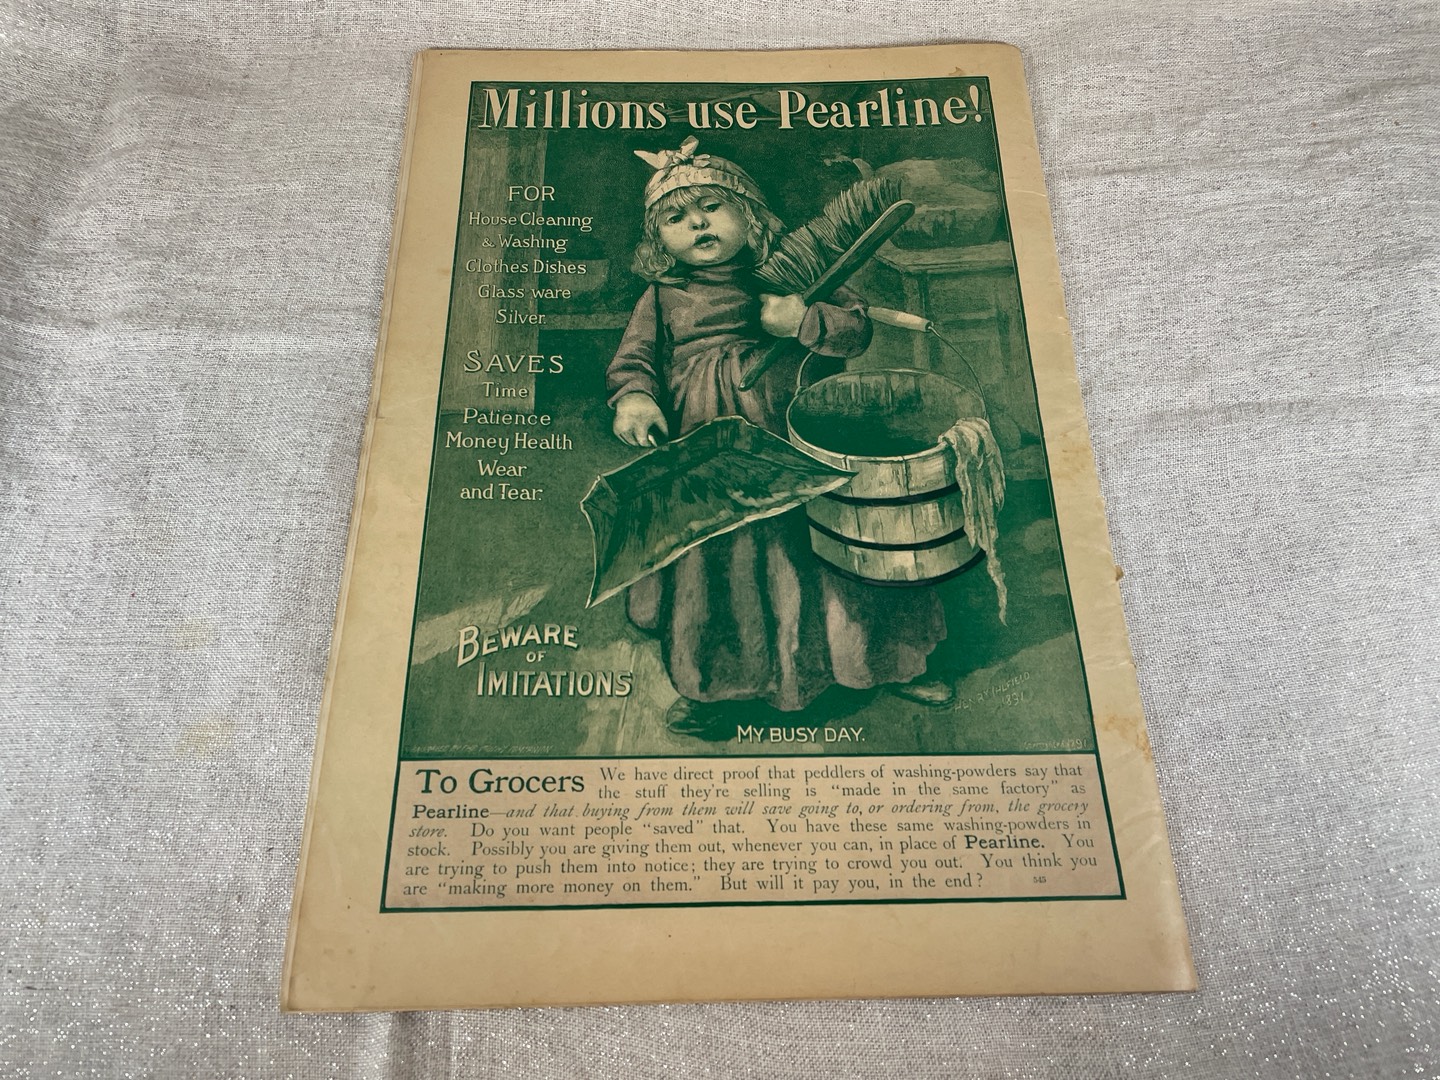 Millions use Pearline!
FOR
House Cleaning
& Washing
Clothes Dishes
Glass ware
Silver.
SAVES
Time
Patience
Money Health
Wear
and Tear.
BEWARE
OF
IMITATIONS
MY BUSY DAY.
To Grocers We have direct proof that peddlers of washing-powders say that
the stuff they're selling is "made in the same factory" as
Pearline—and that buying from them will save going to, or ordering from, the grocery
store. Do you want people "saved" that. You have these same washing-powders in
stock. Possibly you are giving them out, whenever you can, in place of Pearline. You
are trying to push them into notice; they are trying to crowd you out. You think you
are "making more money on them." But will it pay you, in the end? 545